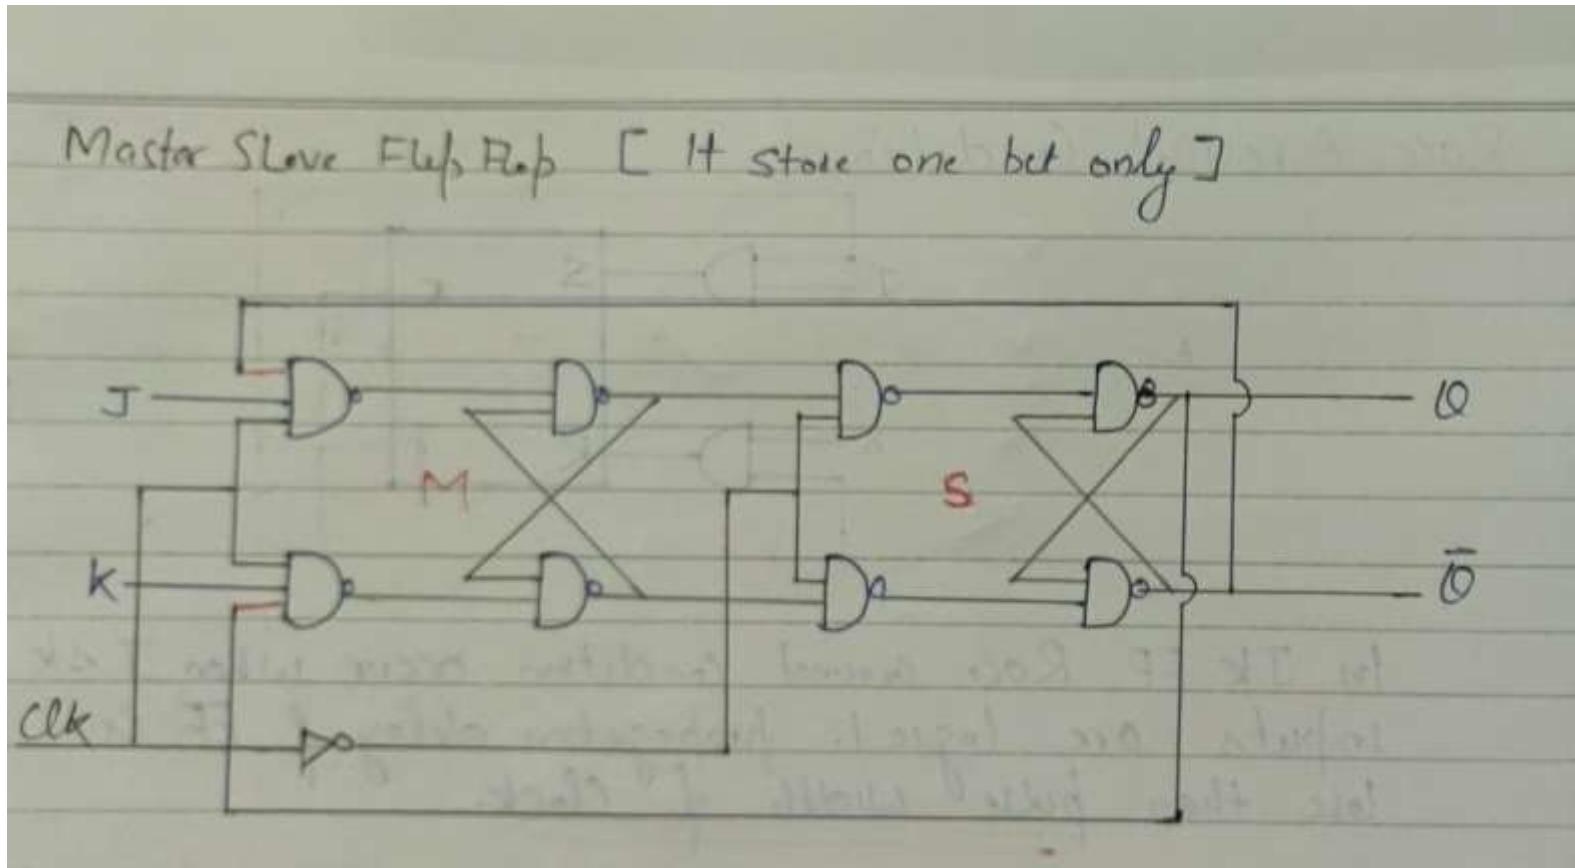 Master Slave Flip Flop [ It store one bit only ]
J
Q
M
S
K
Q̅
Clk